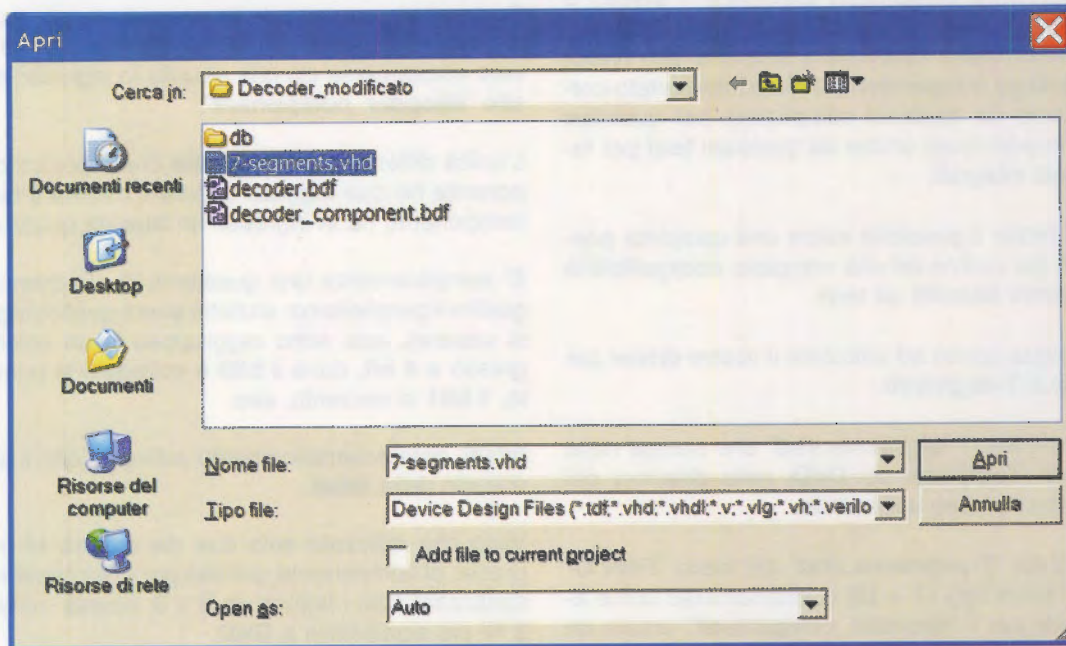 Apri
Cerca in: Decoder_modificato
db
7-segments.vhd
decoder.bdf
decoder_component.bdf
Documenti recenti
Desktop
Documenti
Risorse del
computer
Risorse di rete
Nome file: 7-segments.vhd Apri
Tipo file: Device Design Files (*.tdf;*.vhd;*.vhdl;*.v;*.vlg;*.vh;*.verilo Annulla
Add file to current project
Open as: Auto